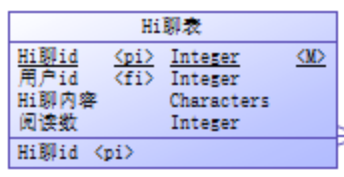 Hi聊表
Hi聊id <pi> Integer <M>
用户id <fi> Integer
Hi聊内容 Characters
阅读数 Integer
Hi聊id <pi>